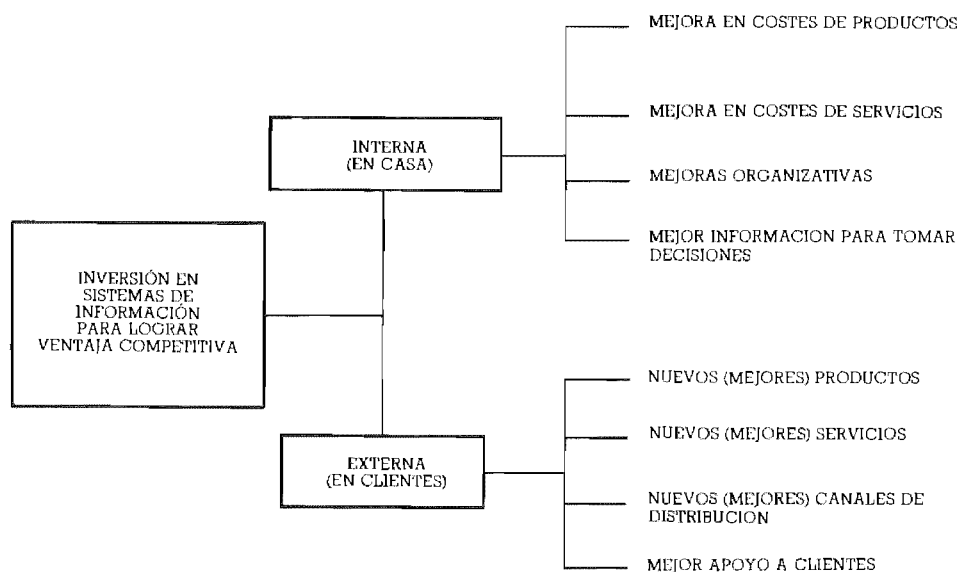 MEJORA EN COSTES DE PRODUCTOS
MEJORA EN COSTES DE SERVICIOS
INTERNA
(EN CASA)
MEJORAS ORGANIZATIVAS
MEJOR INFORMACION PARA TOMAR
DECISIONES
INVERSIÓN EN
SISTEMAS DE
INFORMACIÓN
PARA LOGRAR
VENTAJA COMPETITIVA
NUEVOS (MEJORES) PRODUCTOS
NUEVOS (MEJORES) SERVICIOS
EXTERNA
(EN CLIENTES)
NUEVOS (MEJORES) CANALES DE
DISTRIBUCION
MEJOR APOYO A CLIENTES